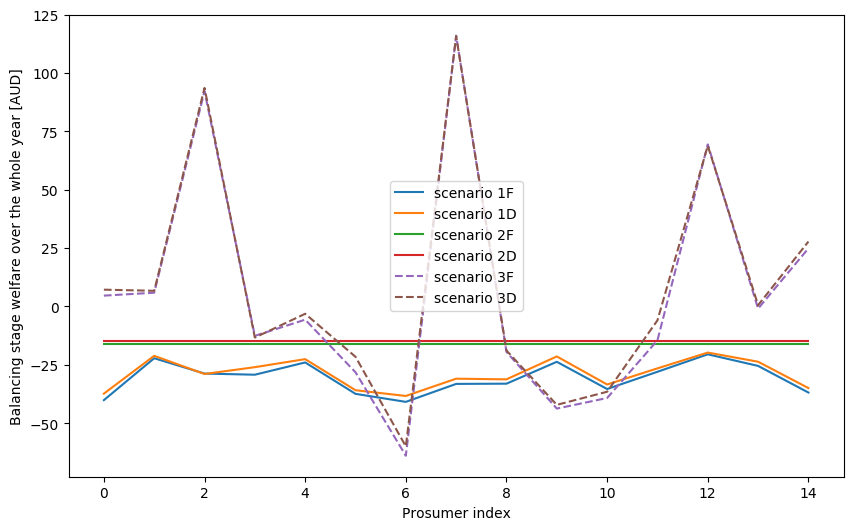 125
100
75
50
25
0
−25
−50
Balancing stage welfare over the whole year [AUD]
scenario 1F
scenario 1D
scenario 2F
scenario 2D
scenario 3F
scenario 3D
0 2 4 6 8 10 12 14
Prosumer index